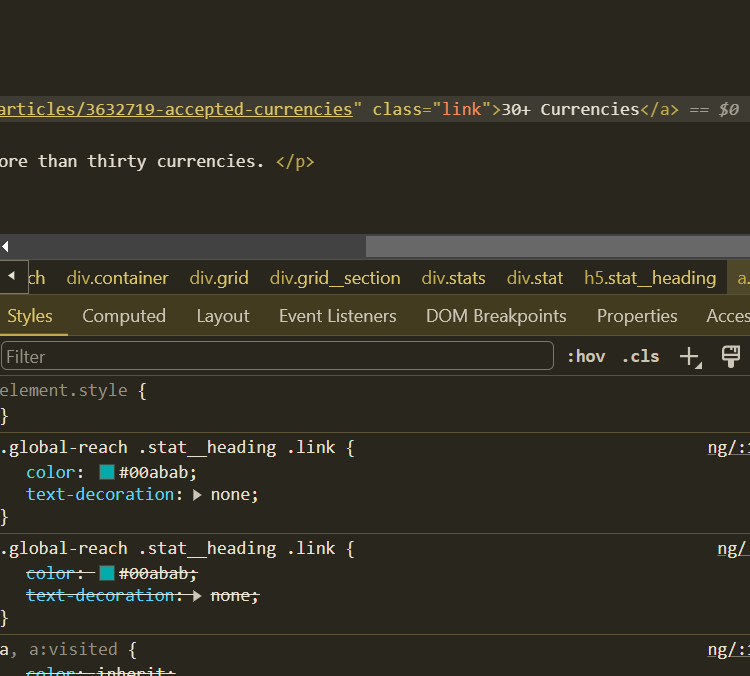 articles/3632719-accepted-currencies" class="link">30+ Currencies</a> == $0
ore than thirty currencies. </p>
ch div.container div.grid div.grid__section div.stats div.stat h5.stat__heading a.
Styles Computed Layout Event Listeners DOM Breakpoints Properties Acces
Filter :hov .cls
element.style {
}
.global-reach .stat__heading .link { ng/:1
color: #00abab;
text-decoration: none;
}
.global-reach .stat__heading .link { ng/
color: #00abab;
text-decoration: none;
}
a, a:visited { ng/:1
color: inherit;